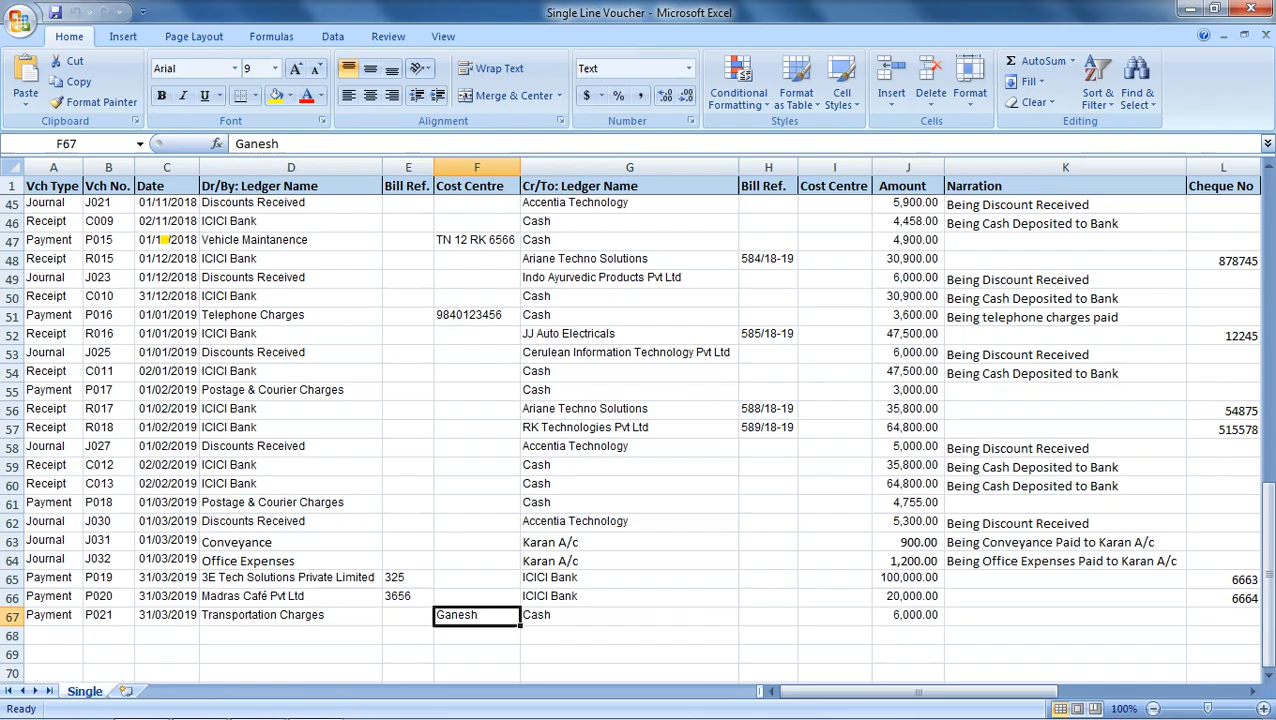 Single Line Voucher - Microsoft Excel
Home Insert Page Layout Formulas Data Review View
Paste
Cut
Copy
Format Painter
Clipboard
Arial 9
B I U A
Font
Wrap Text
Merge & Center
Alignment
Text
$ % ,
Number
Conditional Formatting
Format as Table
Cell Styles
Styles
Insert Delete Format
Cells
Σ AutoSum
Fill
Clear
Sort & Filter
Find & Select
Editing
F67 fx Ganesh
A B C D E F G H I J K L
1 Vch Type Vch No. Date Dr/By: Ledger Name Bill Ref. Cost Centre Cr/To: Ledger Name Bill Ref. Cost Centre Amount Narration Cheque No
45 Journal J021 01/11/2018 Discounts Received Accentia Technology 5,900.00 Being Discount Received
46 Receipt C009 02/11/2018 ICICI Bank Cash 4,458.00 Being Cash Deposited to Bank
47 Payment P015 /2018 Vehicle Maintanence TN 12 RK 6566 Cash 4,900.00
48 Receipt R015 01/12/2018 ICICI Bank Ariane Techno Solutions 584/18-19 30,900.00 878745
49 Journal J023 01/12/2018 Discounts Received Indo Ayurvedic Products Pvt Ltd 6,000.00 Being Discount Received
50 Receipt C010 31/12/2018 ICICI Bank Cash 30,900.00 Being Cash Deposited to Bank
51 Payment P016 01/01/2019 Telephone Charges 9840123456 Cash 3,600.00 Being telephone charges paid
52 Receipt R016 01/01/2019 ICICI Bank JJ Auto Electricals 585/18-19 47,500.00 12245
53 Journal J025 01/01/2019 Discounts Received Cerulean Information Technology Pvt Ltd 6,000.00 Being Discount Received
54 Receipt C011 02/01/2019 ICICI Bank Cash 47,500.00 Being Cash Deposited to Bank
55 Payment P017 01/02/2019 Postage & Courier Charges Cash 3,000.00
56 Receipt R017 01/02/2019 ICICI Bank Ariane Techno Solutions 588/18-19 35,800.00 54875
57 Receipt R018 01/02/2019 ICICI Bank RK Technologies Pvt Ltd 589/18-19 64,800.00 515578
58 Journal J027 01/02/2019 Discounts Received Accentia Technology 5,000.00 Being Discount Received
59 Receipt C012 02/02/2019 ICICI Bank Cash 35,800.00 Being Cash Deposited to Bank
60 Receipt C013 02/02/2019 ICICI Bank Cash 64,800.00 Being Cash Deposited to Bank
61 Payment P018 01/03/2019 Postage & Courier Charges Cash 4,755.00
62 Journal J030 01/03/2019 Discounts Received Accentia Technology 5,300.00 Being Discount Received
63 Journal J031 01/03/2019 Conveyance Karan A/c 900.00 Being Conveyance Paid to Karan A/c
64 Journal J032 01/03/2019 Office Expenses Karan A/c 1,200.00 Being Office Expenses Paid to Karan A/c
65 Payment P019 31/03/2019 3E Tech Solutions Private Limited 325 ICICI Bank 100,000.00 6663
66 Payment P020 31/03/2019 Madras Café Pvt Ltd 3656 ICICI Bank 20,000.00 6664
67 Payment P021 31/03/2019 Transportation Charges Ganesh Cash 6,000.00
68
69
70
Single
Ready 100%